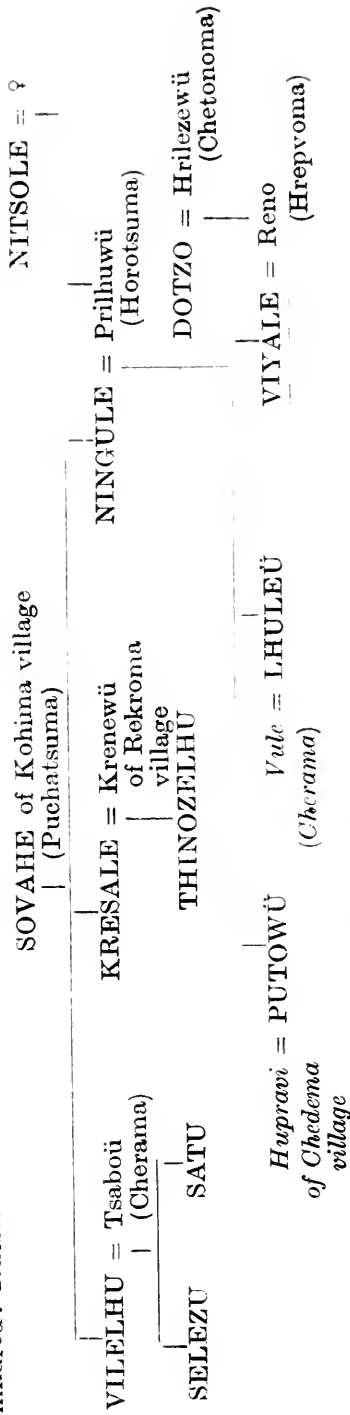 SOVAHE of Kohima village NITSOLE = ♀
(Puchatsuma)
VILELHU = Tsaboü KRESALE = Krenewü NINGULE = Prilhuwü
(Cherama) of Rekroma (Horotsuma)
village
SELEZU SATU THINOZELHU DOTZO = Hrilezewü
(Chetonoma)
Hupravi = PUTOWÜ Vule = LHULEÜ VIYALE = Reno
of Chedema (Cherama) (Hrepvoma)
village